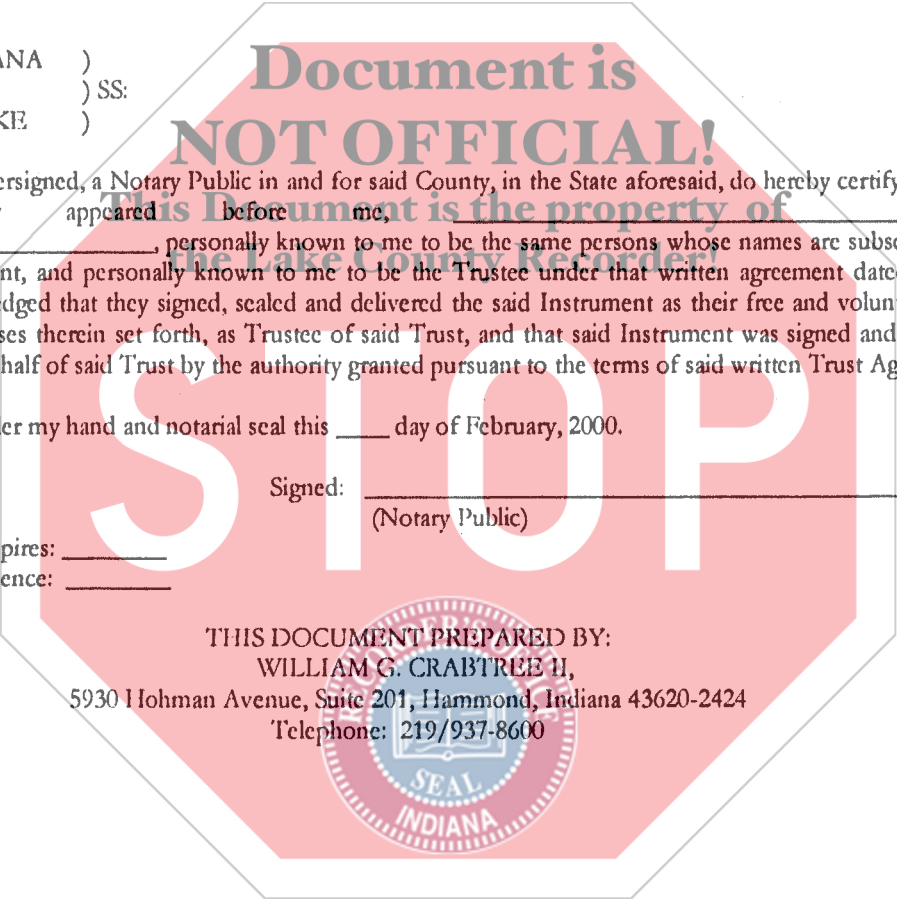 ANA )
) SS:
KE )
Document is
NOT OFFICIAL!
This Document is the property of
the Lake County Recorder!
ersigned, a Notary Public in and for said County, in the State aforesaid, do hereby certify
appeared before me,
, personally known to me to be the same persons whose names are subsc
nt, and personally known to me to be the Trustee under that written agreement date
edged that they signed, sealed and delivered the said Instrument as their free and volun
ses therein set forth, as Trustee of said Trust, and that said Instrument was signed and
half of said Trust by the authority granted pursuant to the terms of said written Trust Ag
er my hand and notarial seal this ____ day of February, 2000.
STOP
Signed:
(Notary Public)
pires:
ence:
THIS DOCUMENT PREPARED BY:
WILLIAM G. CRABTREE II,
5930 Hohman Avenue, Suite 201, Hammond, Indiana 43620-2424
Telephone: 219/937-8600
RECORDER'S OFFICE
SEAL
INDIANA